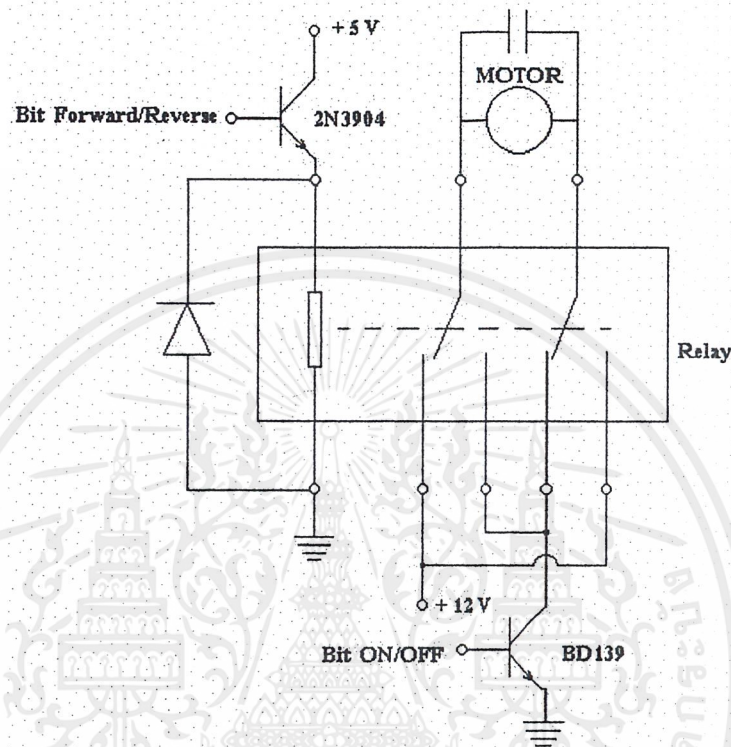 + 5 V
MOTOR
Bit Forward/Reverse
2N3904
Relay
+ 12 V
Bit ON/OFF
BD139